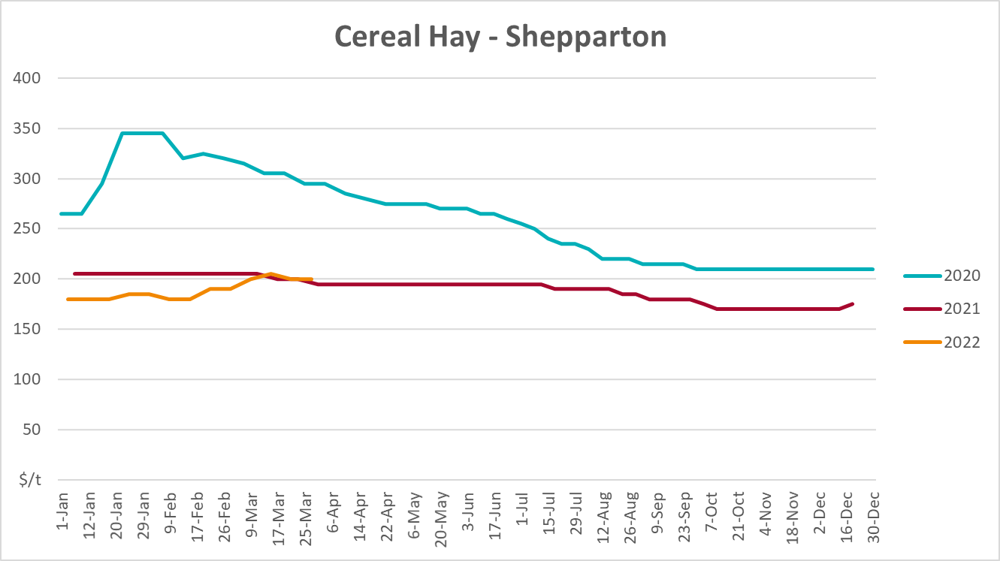 Cereal Hay - Shepparton
400
350
300
250
200
150
100
50
$/t
1-Jan
12-Jan
20-Jan
29-Jan
9-Feb
17-Feb
26-Feb
9-Mar
17-Mar
25-Mar
6-Apr
14-Apr
22-Apr
6-May
20-May
3-Jun
17-Jun
1-Jul
15-Jul
29-Jul
12-Aug
26-Aug
9-Sep
23-Sep
7-Oct
21-Oct
4-Nov
18-Nov
2-Dec
16-Dec
30-Dec
2020
2021
2022